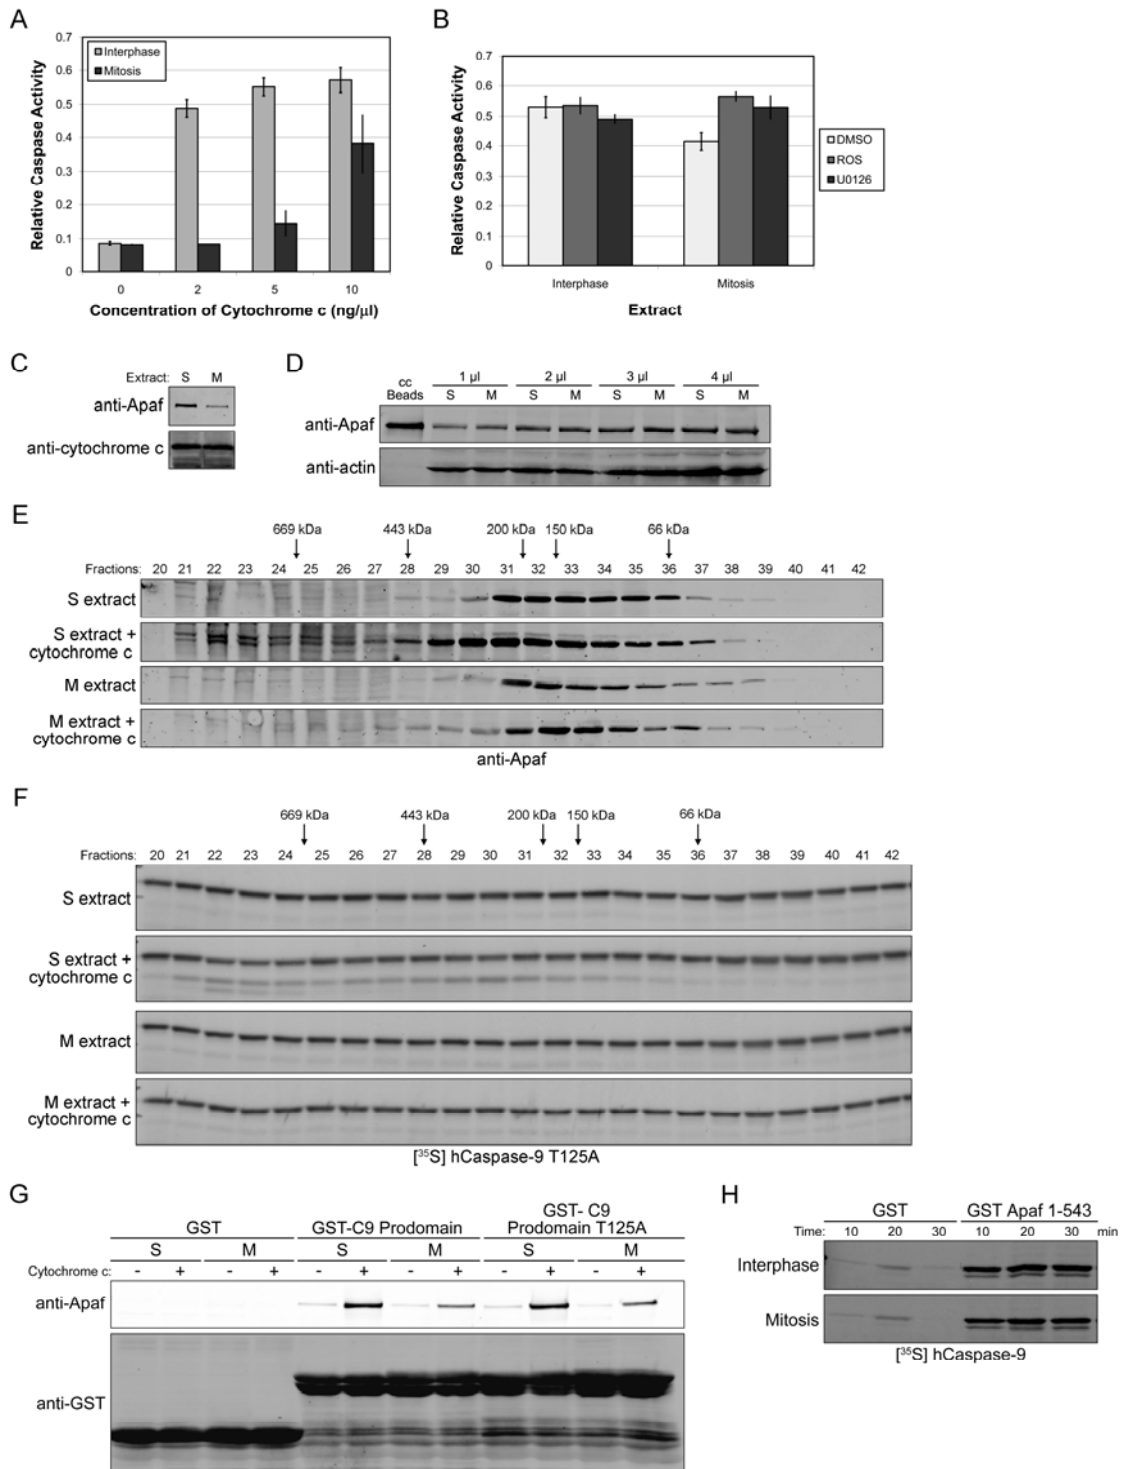 A
Relative Caspase Activity
0.7
0.6
0.5
0.4
0.3
0.2
0.1
0
Interphase
Mitosis
0 2 5 10
Concentration of Cytochrome c (ng/µl)
B
Relative Caspase Activity
0.7
0.6
0.5
0.4
0.3
0.2
0.1
0
Interphase Mitosis
Extract
DMSO
ROS
U0126
C
Extract: S M
anti-Apaf
anti-cytochrome c
D
cc Beads
1 µl 2 µl 3 µl 4 µl
S M S M S M S M
anti-Apaf
anti-actin
E
669 kDa 443 kDa 200 kDa 150 kDa 66 kDa
Fractions: 20 21 22 23 24 25 26 27 28 29 30 31 32 33 34 35 36 37 38 39 40 41 42
S extract
S extract +
cytochrome c
M extract
M extract +
cytochrome c
anti-Apaf
F
669 kDa 443 kDa 200 kDa 150 kDa 66 kDa
Fractions: 20 21 22 23 24 25 26 27 28 29 30 31 32 33 34 35 36 37 38 39 40 41 42
S extract
S extract +
cytochrome c
M extract
M extract +
cytochrome c
[³⁵S] hCaspase-9 T125A
G
GST GST-C9 Prodomain GST- C9
Prodomain T125A
S M S M S M
Cytochrome c: - + - + - + - + - + - +
anti-Apaf
anti-GST
H
GST GST Apaf 1-543
Time: 10 20 30 10 20 30 min
Interphase
Mitosis
[³⁵S] hCaspase-9